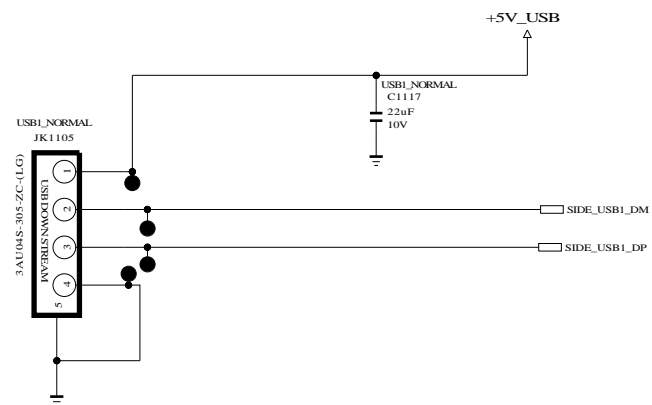 +5V_USB
USB1_NORMAL
C1117
22uF
10V
USB1_NORMAL
JK1105
3AU04S-305-ZC-(LG)
USB DOWN STREAM
1
2
3
4
5
SIDE_USB1_DM
SIDE_USB1_DP